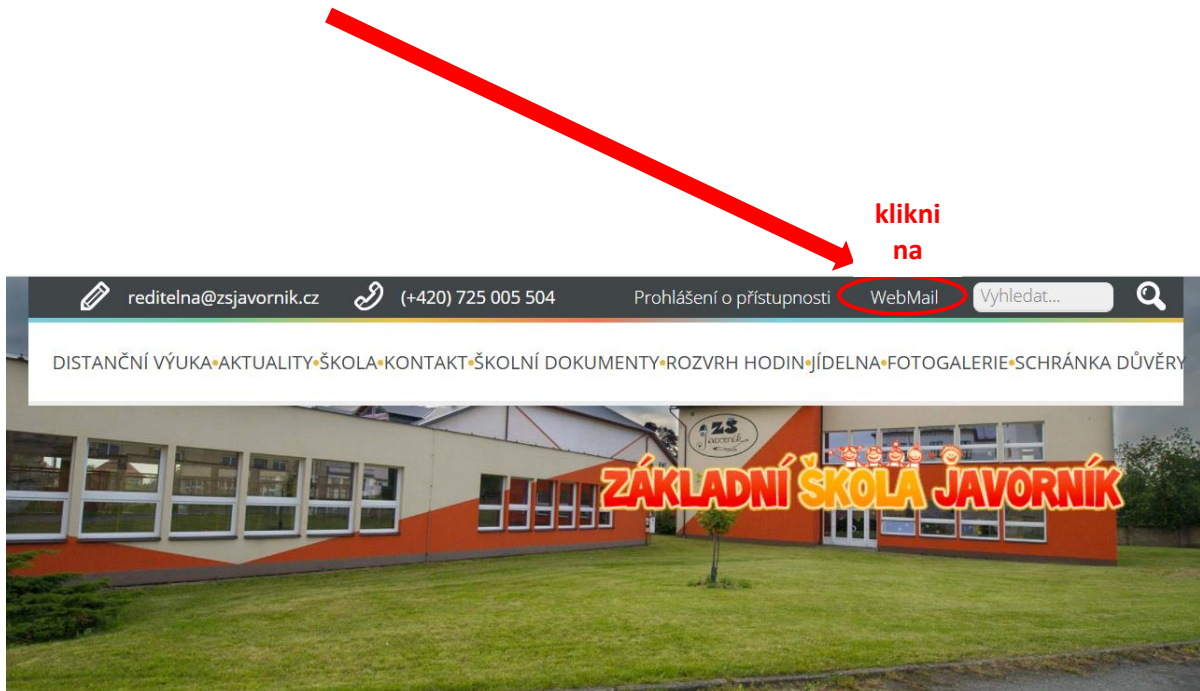 klikni
na
reditelna@zsjavornik.cz (+420) 725 005 504 Prohlášení o přístupnosti WebMail Vyhledat...
DISTANČNÍ VÝUKA•AKTUALITY•ŠKOLA•KONTAKT•ŠKOLNÍ DOKUMENTY•ROZVRH HODIN•JÍDELNA•FOTOGALERIE•SCHRÁNKA DŮVĚRY
ZŠ
Javorník
ZÁKLADNÍ ŠKOLA JAVORNÍK